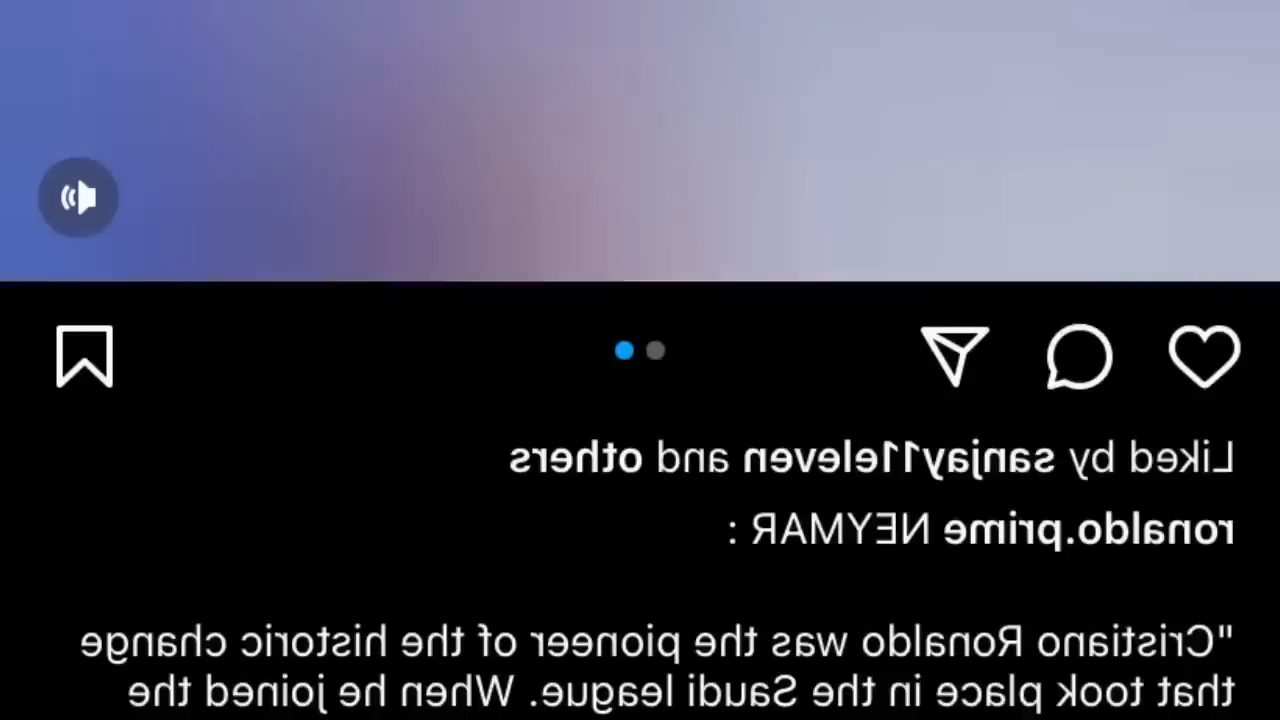 Liked by sanjay11eleven and others
ronaldo.prime NEYMAR :
"Cristiano Ronaldo was the pioneer of the historic change
that took place in the Saudi league. When he joined the